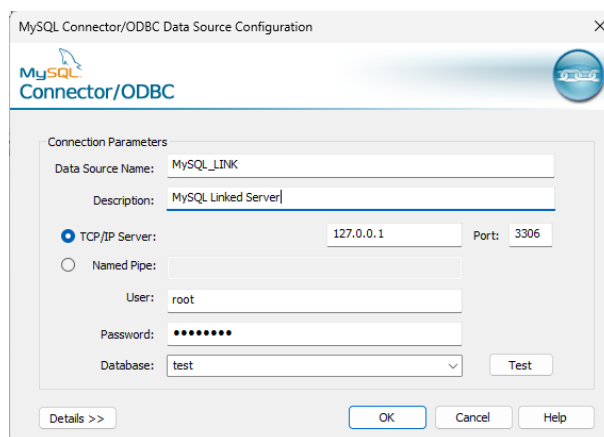 MySQL Connector/ODBC Data Source Configuration
MySQL
Connector/ODBC
Connection Parameters
Data Source Name: MySQL_LINK
Description: MySQL Linked Server
TCP/IP Server: 127.0.0.1 Port: 3306
Named Pipe:
User: root
Password: ••••••••
Database: test Test
Details >> OK Cancel Help